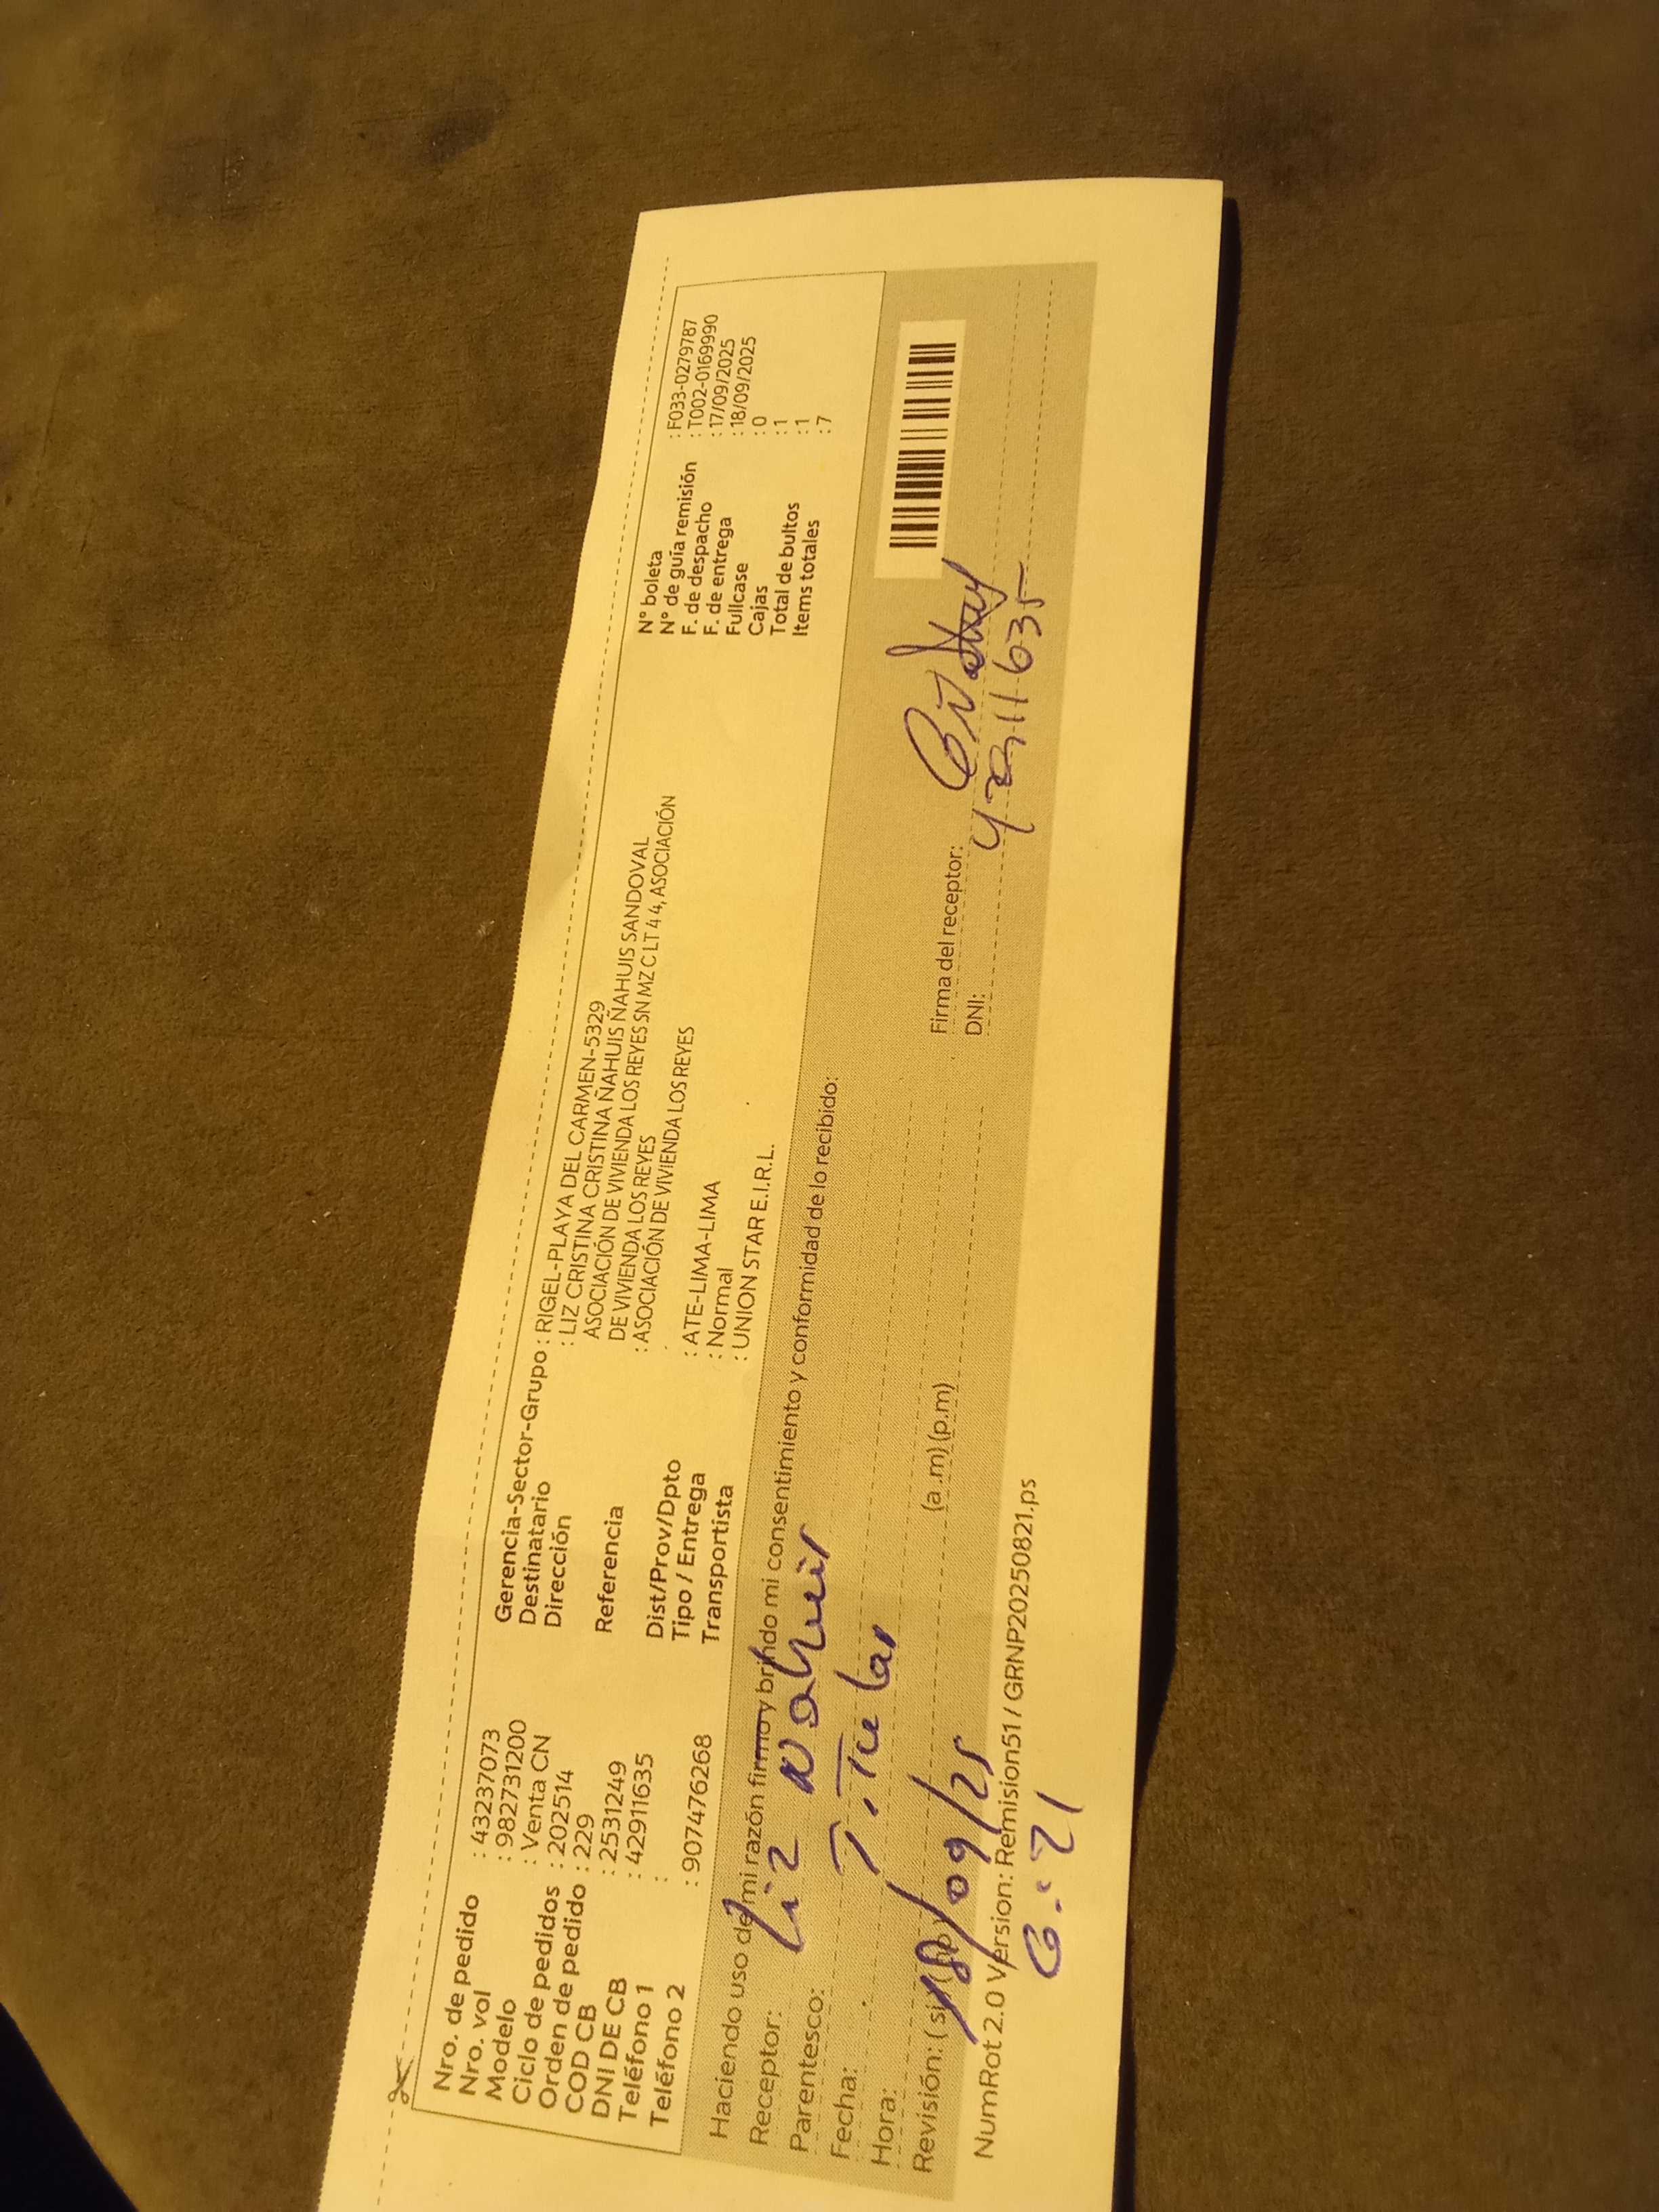 Nro. de pedido : 43237073
Nro. vol : 982731200
Modelo : Venta CN
Ciclo de pedidos : 202514
Orden de pedido : 229
COD CB : 2531249
DNI DE CB : 42911635
Teléfono 1 :
Teléfono 2 : 907476268
Gerencia-Sector-Grupo : RIGEL-PLAYA DEL CARMEN-5329
Destinatario : LIZ CRISTINA CRISTINA ÑAHUIS ÑAHUIS SANDOVAL
Dirección ASOCIACIÓN DE VIVIENDA LOS REYES SN MZ C LT 4 4, ASOCIACIÓN
DE VIVIENDA LOS REYES
Referencia : ASOCIACIÓN DE VIVIENDA LOS REYES
Dist/Prov/Dpto : ATE-LIMA-LIMA
Tipo / Entrega : Normal
Transportista : UNION STAR E.I.R.L.
N° boleta : F033-0279787
N° de guía remisión : T002-0169990
F. de despacho : 17/09/2025
F. de entrega : 18/09/2025
Fullcase : 0
Cajas : 1
Total de bultos : 1
Items totales : 7
Haciendo uso de mi razón firmo y brindo mi consentimiento y conformidad de lo recibido:
Receptor: Liz Nahuis
Parentesco: Titular
Fecha: 18/09/25
Hora: (a.m) (p.m)
Revisión: ( si ) ( no )
Firma del receptor:
DNI: 42911635
NumRot 2.0 Version: Remision51 / GRNP20250821.ps
6:21